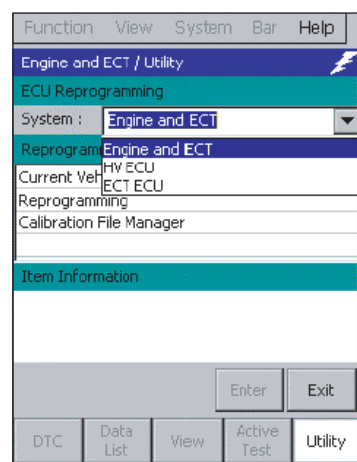 Function View System Bar Help
Engine and ECT / Utility
ECU Reprogramming
System : Engine and ECT
Reprogram
Engine and ECT
Current Veh
HV ECU
ECT ECU
Reprogramming
Calibration File Manager
Item Information
Enter Exit
DTC Data List View Active Test Utility